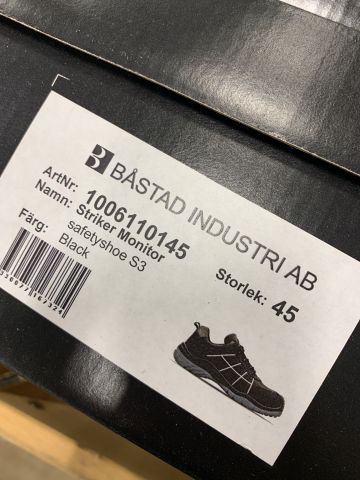 B BÅSTAD INDUSTRI AB
ArtNr: 1006110145
Namn: Striker Monitor
safetyshoe S3
Färg: Black
Storlek: 45